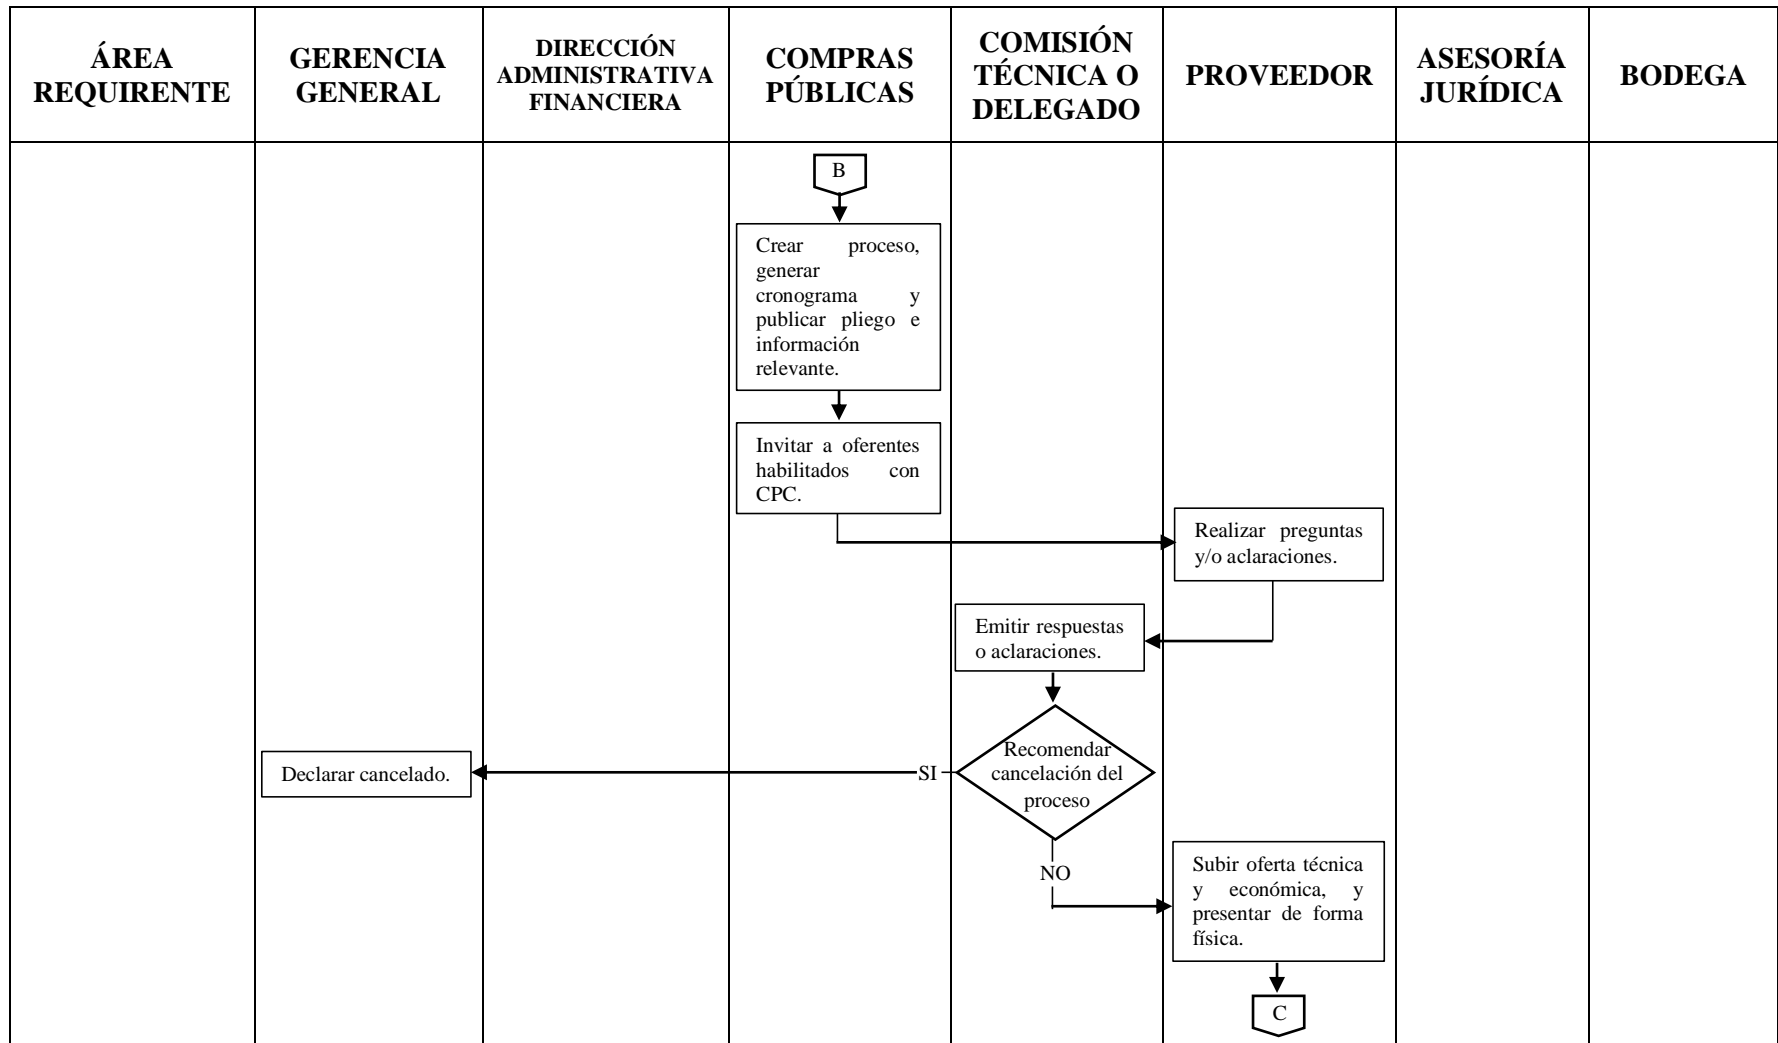 ÁREA
REQUIRENTE
GERENCIA
GENERAL
DIRECCIÓN
ADMINISTRATIVA
FINANCIERA
COMPRAS
PÚBLICAS
COMISIÓN
TÉCNICA O
DELEGADO
PROVEEDOR
ASESORÍA
JURÍDICA
BODEGA
B
Crear proceso,
generar
cronograma y
publicar pliego e
información
relevante.
Invitar a oferentes
habilitados con
CPC.
Realizar preguntas
y/o aclaraciones.
Emitir respuestas
o aclaraciones.
Recomendar
cancelación del
proceso
SI
Declarar cancelado.
NO
Subir oferta técnica
y económica, y
presentar de forma
física.
C